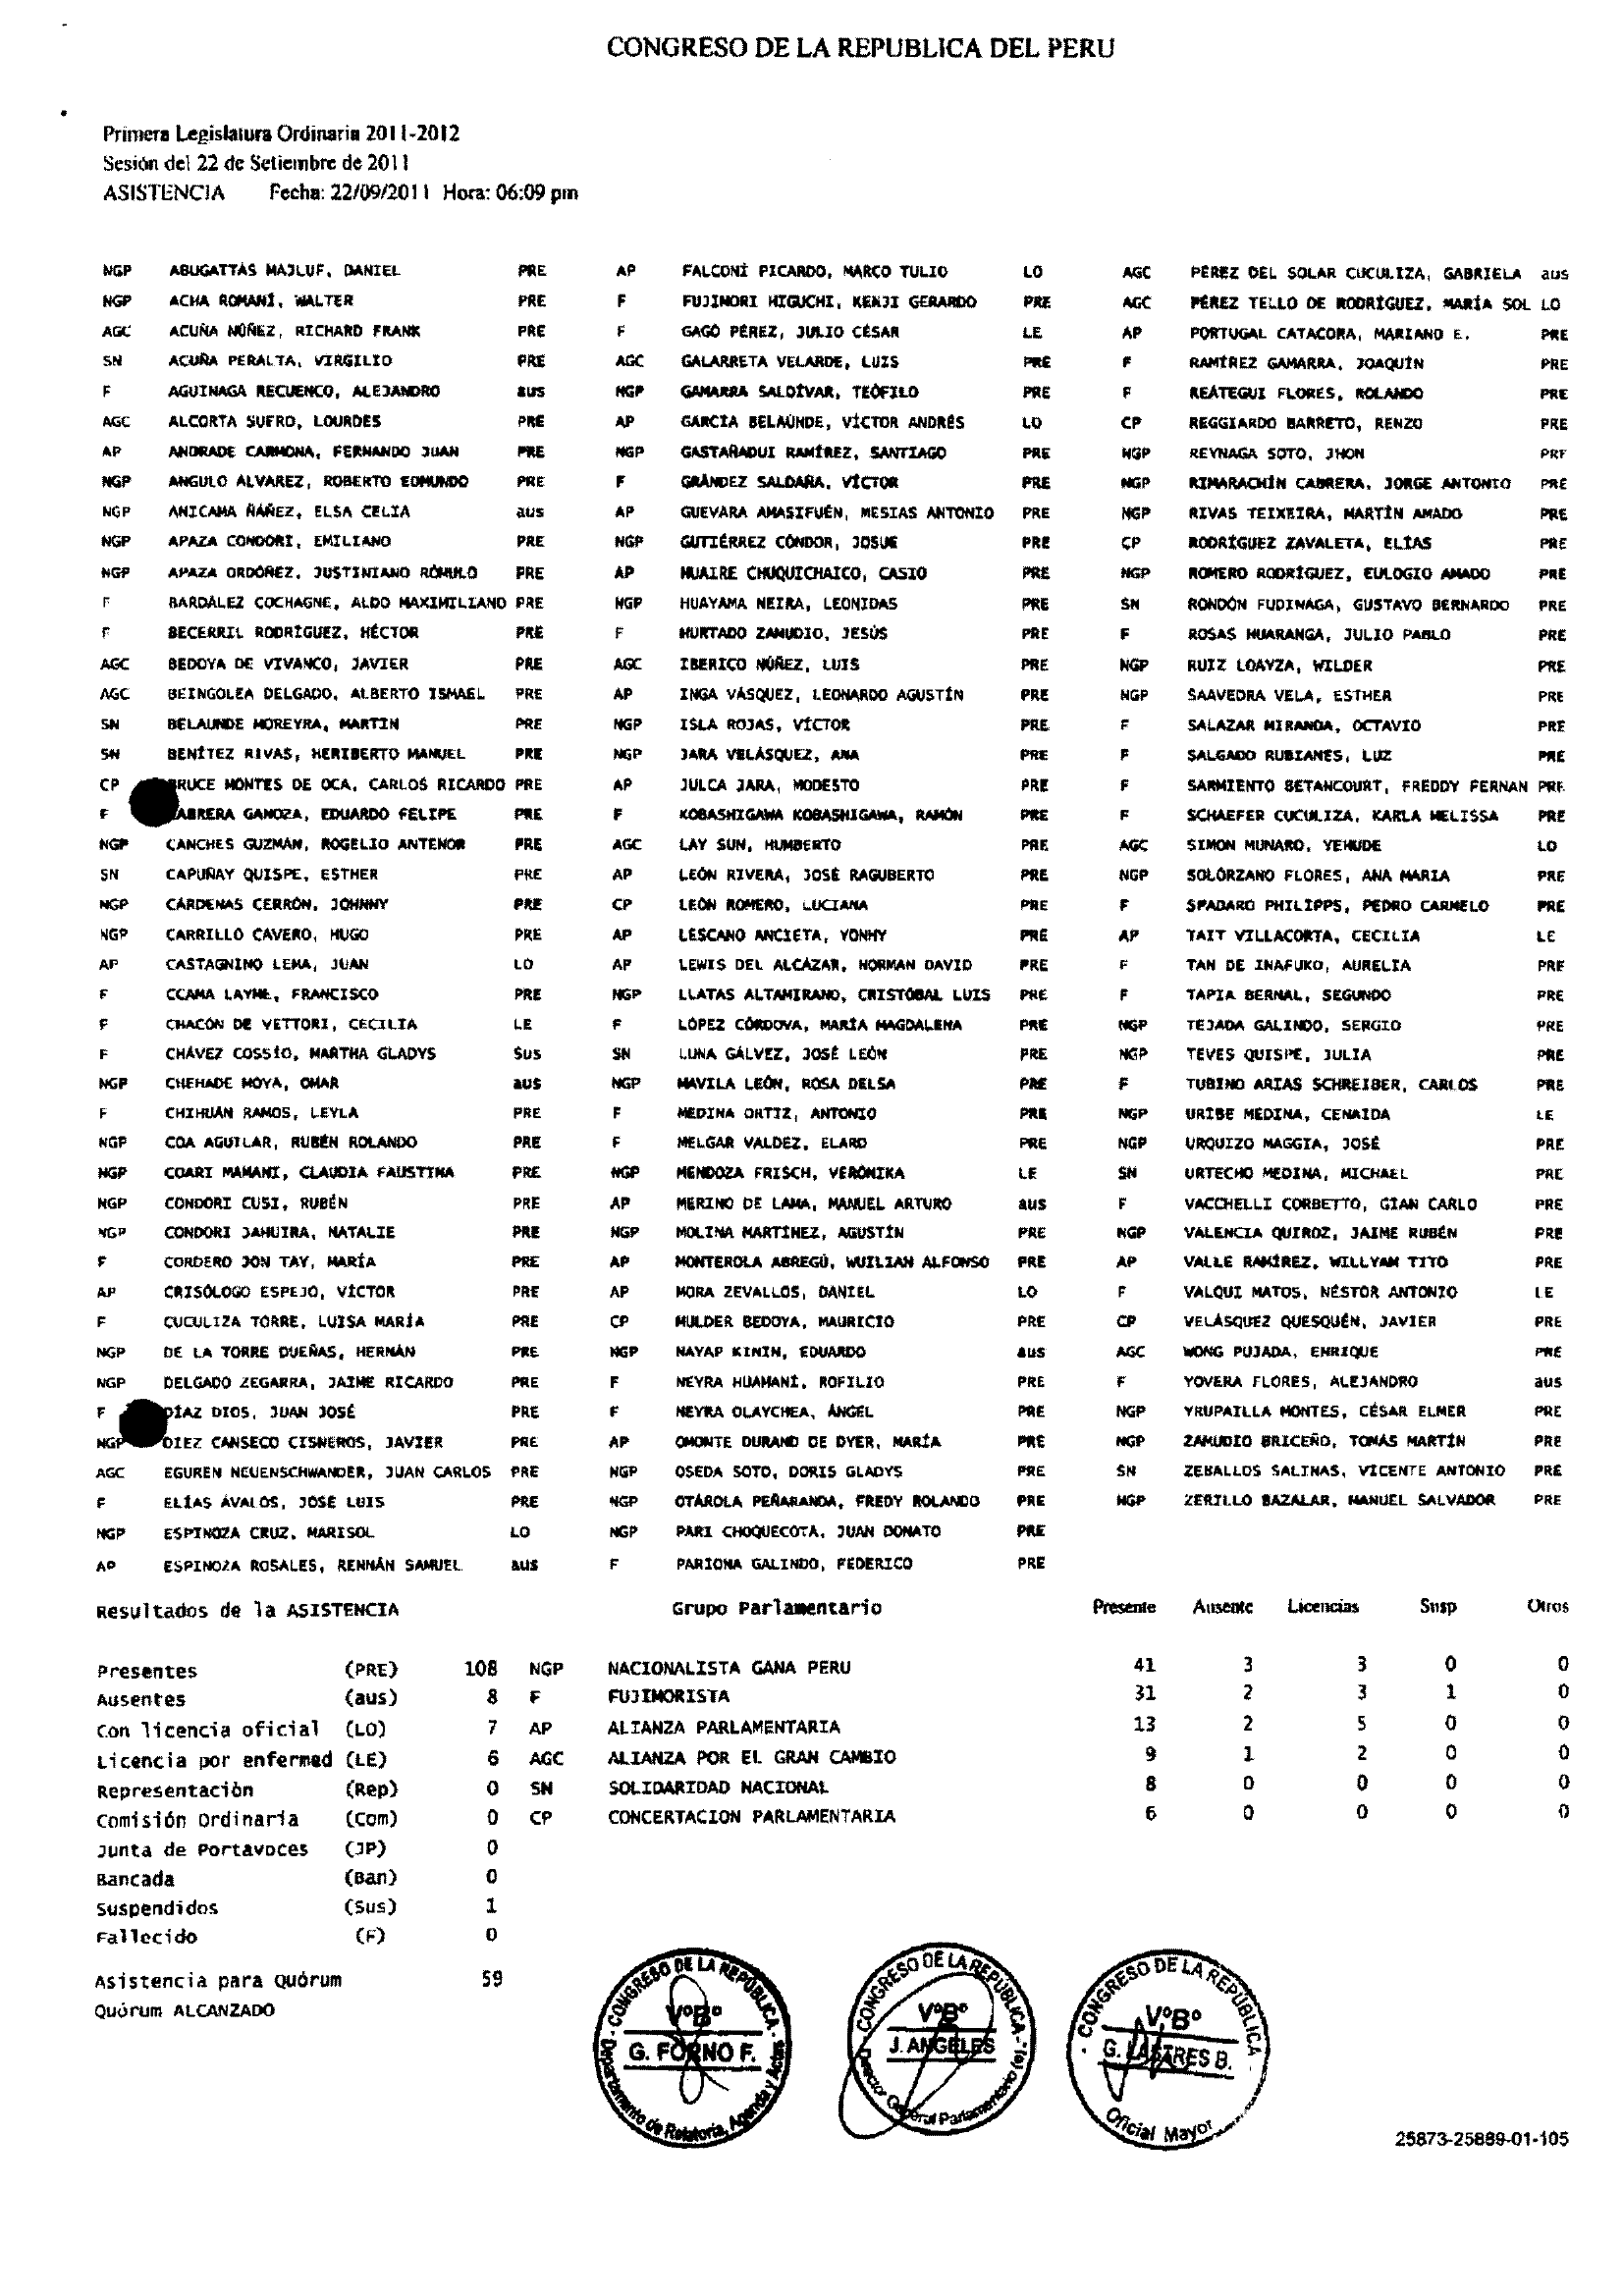 CONGRESO DE LA REPUBLICA DEL PERU
Primera Legislatura Ordinaria 2011-2012
Sesión del 22 de Setiembre de 2011
ASISTENCIA Fecha: 22/09/2011 Hora: 06:09 pm
NGP ABUGATTÁS MAJLUF, DANIEL PRE AP FALCONÍ PICARDO, MARCO TULIO LO AGC PÉREZ DEL SOLAR CUCULIZA, GABRIELA aus
NGP ACHA ROMANÍ, WALTER PRE F FUJIMORI HIGUCHI, KENJI GERARDO PRE AGC PÉREZ TELLO DE RODRÍGUEZ, MARÍA SOL LO
AGC ACUÑA NÚÑEZ, RICHARD FRANK PRE F GAGÓ PÉREZ, JULIO CÉSAR LE AP PORTUGAL CATACORA, MARIANO E. PRE
SN ACUÑA PERALTA, VIRGILIO PRE AGC GALARRETA VELARDE, LUIS PRE F RAMÍREZ GAMARRA, JOAQUÍN PRE
F AGUINAGA RECUENCO, ALEJANDRO aus NGP GAMARRA SALDÍVAR, TEÓFILO PRE F REÁTEGUI FLORES, ROLANDO PRE
AGC ALCORTA SUERO, LOURDES PRE AP GARCÍA BELAÚNDE, VÍCTOR ANDRÉS LO CP REGGIARDO BARRETO, RENZO PRE
AP ANDRADE CARMONA, FERNANDO JUAN PRE NGP GASTAÑADUI RAMÍREZ, SANTIAGO PRE NGP REYNAGA SOTO, JHON PRE
NGP ANGULO ÁLVAREZ, ROBERTO EDMUNDO PRE F GRÁNDEZ SALDAÑA, VÍCTOR PRE NGP RIMARACHÍN CABRERA, JORGE ANTONIO PRE
NGP ANICAMA ÑÁÑEZ, ELSA CELIA aus AP GUEVARA AMASIFUÉN, MESIAS ANTONIO PRE NGP RIVAS TEIXEIRA, MARTÍN AMADO PRE
NGP APAZA CONDORI, EMILIANO PRE NGP GUTIÉRREZ CÓNDOR, JOSUÉ PRE CP RODRÍGUEZ ZAVALETA, ELÍAS PRE
NGP APAZA ORDÓÑEZ, JUSTINIANO RÓMULO PRE AP HUAIRE CHUQUICHAICO, CASIO PRE NGP ROMERO RODRÍGUEZ, EULOGIO AMADO PRE
F BARDÁLEZ COCHAGNE, ALDO MAXIMILIANO PRE NGP HUAYAMA NEIRA, LEONIDAS PRE SN RONDÓN FUDINAGA, GUSTAVO BERNARDO PRE
F BECERRIL RODRÍGUEZ, HÉCTOR PRE F HURTADO ZAMUDIO, JESÚS PRE F ROSAS HUARANGA, JULIO PABLO PRE
AGC BEDOYA DE VIVANCO, JAVIER PRE AGC IBERICO NÚÑEZ, LUIS PRE NGP RUIZ LOAYZA, WILDER PRE
AGC BEINGOLEA DELGADO, ALBERTO ISMAEL PRE AP INGA VÁSQUEZ, LEONARDO AGUSTÍN PRE NGP SAAVEDRA VELA, ESTHER PRE
SN BELAUNDE MOREYRA, MARTIN PRE NGP ISLA ROJAS, VÍCTOR PRE F SALAZAR MIRANDA, OCTAVIO PRE
SN BENÍTEZ RIVAS, HERIBERTO MANUEL PRE NGP JARA VELÁSQUEZ, ANA PRE F SALGADO RUBIANES, LUZ PRE
CP BRUCE MONTES DE OCA, CARLOS RICARDO PRE AP JULCA JARA, MODESTO PRE F SARMIENTO BETANCOURT, FREDDY FERNAN PRE
F CABRERA GANOZA, EDUARDO FELIPE PRE F KOBASHIGAWA KOBASHIGAWA, RAMÓN PRE F SCHAEFER CUCULIZA, KARLA MELISSA PRE
NGP CANCHES GUZMÁN, ROGELIO ANTENOR PRE AGC LAY SUN, HUMBERTO PRE AGC SIMON MUNARO, YEHUDE LO
SN CAPUÑAY QUISPE, ESTHER PRE AP LEÓN RIVERA, JOSÉ RAGUBERTO PRE NGP SOLÓRZANO FLORES, ANA MARIA PRE
NGP CÁRDENAS CERRÓN, JOHNNY PRE CP LEÓN ROMERO, LUCIANA PRE F SPADARO PHILIPPS, PEDRO CARMELO PRE
NGP CARRILLO CAVERO, HUGO PRE AP LESCANO ANCIETA, YONHY PRE AP TAIT VILLACORTA, CECILIA LE
AP CASTAGNINO LEMA, JUAN LO AP LEWIS DEL ALCÁZAR, NORMAN DAVID PRE F TAN DE INAFUKO, AURELIA PRE
F CCAMA LAYME, FRANCISCO PRE NGP LLATAS ALTAMIRANO, CRISTÓBAL LUIS PRE F TAPIA BERNAL, SEGUNDO PRE
F CHACÓN DE VETTORI, CECILIA LE F LÓPEZ CÓRDOVA, MARÍA MAGDALENA PRE NGP TEJADA GALINDO, SERGIO PRE
F CHÁVEZ COSSÍO, MARTHA GLADYS Sus SN LUNA GÁLVEZ, JOSÉ LEÓN PRE NGP TEVES QUISPE, JULIA PRE
NGP CHEHADE MOYA, OMAR aus NGP MAVILA LEÓN, ROSA DELSA PRE F TUBINO ARIAS SCHREIBER, CARLOS PRE
F CHIHUÁN RAMOS, LEYLA PRE F MEDINA ORTIZ, ANTONIO PRE NGP URIBE MEDINA, CENAIDA LE
NGP COA AGUILAR, RUBÉN ROLANDO PRE F MELGAR VALDEZ, ELARD PRE NGP URQUIZO MAGGIA, JOSÉ PRE
NGP COARI MAMANI, CLAUDIA FAUSTINA PRE NGP MENDOZA FRISCH, VERÓNIKA LE SN URTECHO MEDINA, MICHAEL PRE
NGP CONDORI CUSI, RUBÉN PRE AP MERINO DE LAMA, MANUEL ARTURO aus F VACCHELLI CORBETTO, GIAN CARLO PRE
NGP CONDORI JAHUIRA, NATALIE PRE NGP MOLINA MARTÍNEZ, AGUSTÍN PRE NGP VALENCIA QUIROZ, JAIME RUBÉN PRE
F CORDERO JON TAY, MARÍA PRE AP MONTEROLA ABREGÚ, WUILIAN ALFONSO PRE AP VALLE RAMÍREZ, WILLYAM TITO PRE
AP CRISÓLOGO ESPEJO, VÍCTOR PRE AP MORA ZEVALLOS, DANIEL LO F VALQUI MATOS, NÉSTOR ANTONIO LE
F CUCULIZA TORRE, LUISA MARÍA PRE CP MULDER BEDOYA, MAURICIO PRE CP VELÁSQUEZ QUESQUÉN, JAVIER PRE
NGP DE LA TORRE DUEÑAS, HERNÁN PRE NGP NAYAP KININ, EDUARDO aus AGC WONG PUJADA, ENRIQUE PRE
NGP DELGADO ZEGARRA, JAIME RICARDO PRE F NEYRA HUAMANÍ, ROFILIO PRE F YOVERA FLORES, ALEJANDRO aus
F DÍAZ DIOS, JUAN JOSÉ PRE F NEYRA OLAYCHEA, ÁNGEL PRE NGP YRUPAILLA MONTES, CÉSAR ELMER PRE
NGP DIEZ CANSECO CISNEROS, JAVIER PRE AP OMONTE DURAND DE DYER, MARÍA PRE NGP ZAMUDIO BRICEÑO, TOMÁS MARTÍN PRE
AGC EGUREN NEUENSCHWANDER, JUAN CARLOS PRE NGP OSEDA SOTO, DORIS GLADYS PRE SN ZEBALLOS SALINAS, VICENTE ANTONIO PRE
F ELÍAS ÁVALOS, JOSÉ LUIS PRE NGP OTÁROLA PEÑARANDA, FREDY ROLANDO PRE NGP ZERILLO BAZALAR, MANUEL SALVADOR PRE
NGP ESPINOZA CRUZ, MARISOL LO NGP PARI CHOQUECOTA, JUAN DONATO PRE
AP ESPINOZA ROSALES, RENNÁN SAMUEL aus F PARIONA GALINDO, FEDERICO PRE
Resultados de la ASISTENCIA Grupo Parlamentario Presente Ausente Licencias Susp Otros
Presentes (PRE) 108 NGP NACIONALISTA GANA PERU 41 3 3 0 0
Ausentes (aus) 8 F FUJIMORISTA 31 2 3 1 0
Con licencia oficial (LO) 7 AP ALIANZA PARLAMENTARIA 13 2 5 0 0
Licencia por enfermed (LE) 6 AGC ALIANZA POR EL GRAN CAMBIO 9 1 2 0 0
Representación (Rep) 0 SN SOLIDARIDAD NACIONAL 8 0 0 0 0
Comisión Ordinaria (Com) 0 CP CONCERTACION PARLAMENTARIA 6 0 0 0 0
Junta de Portavoces (JP) 0
Bancada (Ban) 0
Suspendidos (Sus) 1
Fallecido (F) 0
Asistencia para Quórum 59
Quórum ALCANZADO
- CONGRESO DE LA REPÚBLICA -
V°B°
G. FORNO F.
Departamento de Relatoría, Agenda y Actas
- CONGRESO DE LA REPÚBLICA -
V°B°
J. ANGELES
Director General Parlamentario (e)
- CONGRESO DE LA REPÚBLICA -
V°B°
G. LASTRES B.
Oficial Mayor
25873-25889-01-105